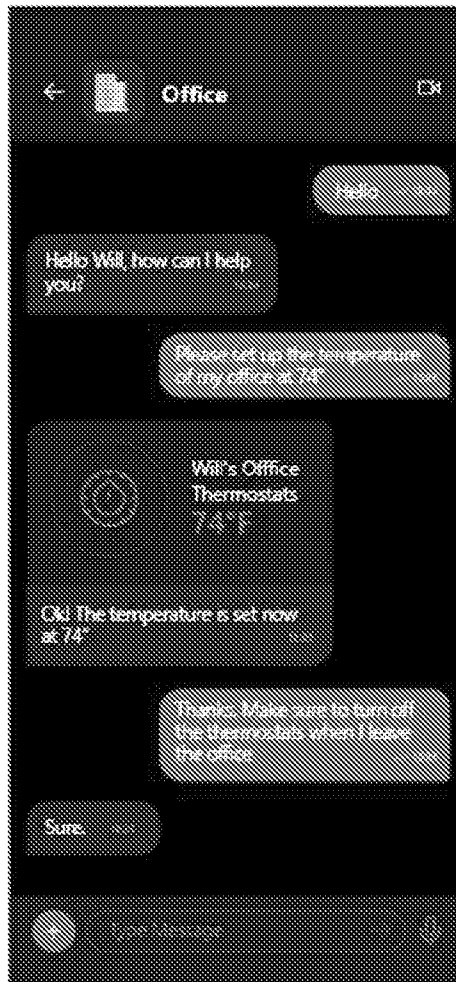 Office
Hello
Hello Will, how can I help
you?
Please set up the temperature
of my office at 74°
Will's Offfice
Thermostats
74°F
Ok! The temperature is set now
at 74°
Thanks. Make sure to turn off
the thermostats when I leave
the office.
Sure.
Type Message